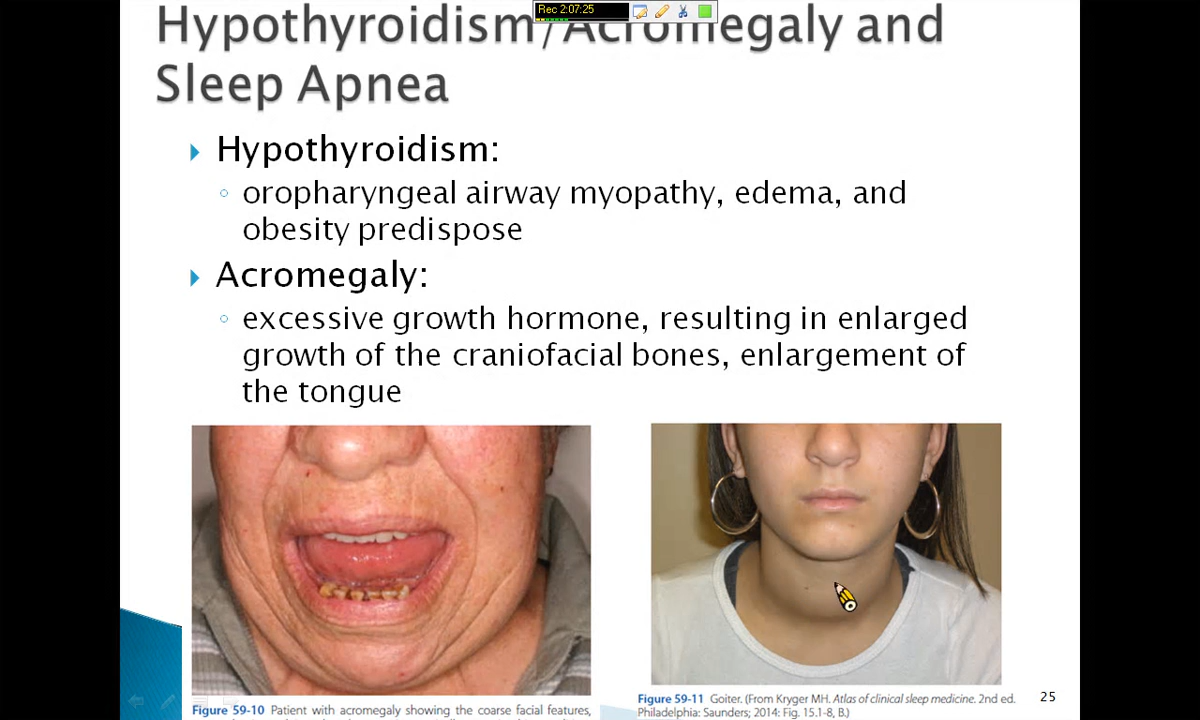 Rec 2:07:25
Hypothyroidism/Acromegaly and
Sleep Apnea
Hypothyroidism:
oropharyngeal airway myopathy, edema, and
obesity predispose
Acromegaly:
excessive growth hormone, resulting in enlarged
growth of the craniofacial bones, enlargement of
the tongue
Figure 59-10 Patient with acromegaly showing the coarse facial features,
Figure 59-11 Goiter. (From Kryger MH. Atlas of clinical sleep medicine. 2nd ed.
Philadelphia: Saunders; 2014: Fig. 15.1-8, B.)
25